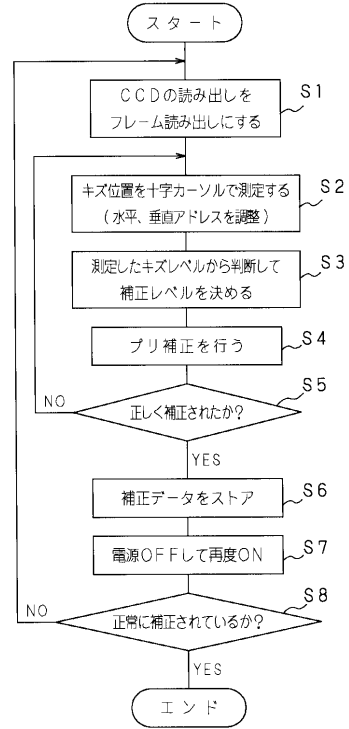 スタート
CCDの読み出しを
フレーム読み出しにする
S1
キズ位置を十字カーソルで測定する
(水平、垂直アドレスを調整)
S2
測定したキズレベルから判断して
補正レベルを決める
S3
プリ補正を行う
S4
正しく補正されたか?
S5
NO
YES
補正データをストア
S6
電源OFFして再度ON
S7
正常に補正されているか?
S8
NO
YES
エンド